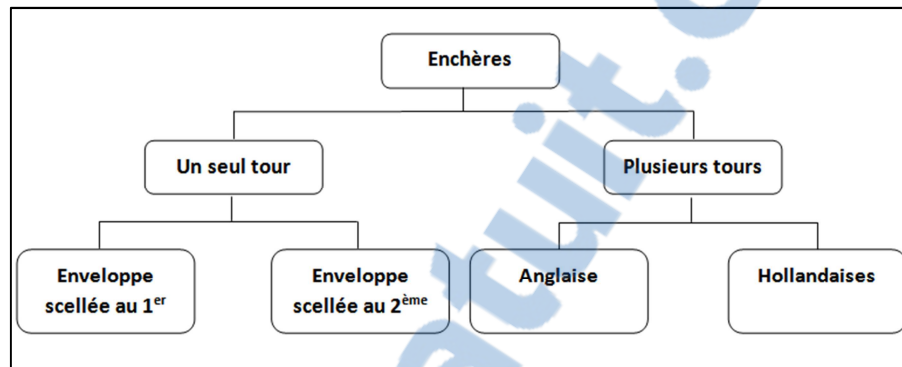 Enchères
Un seul tour
Plusieurs tours
Enveloppe
scellée au 1er
Enveloppe
scellée au 2ème
Anglaise
Hollandaises